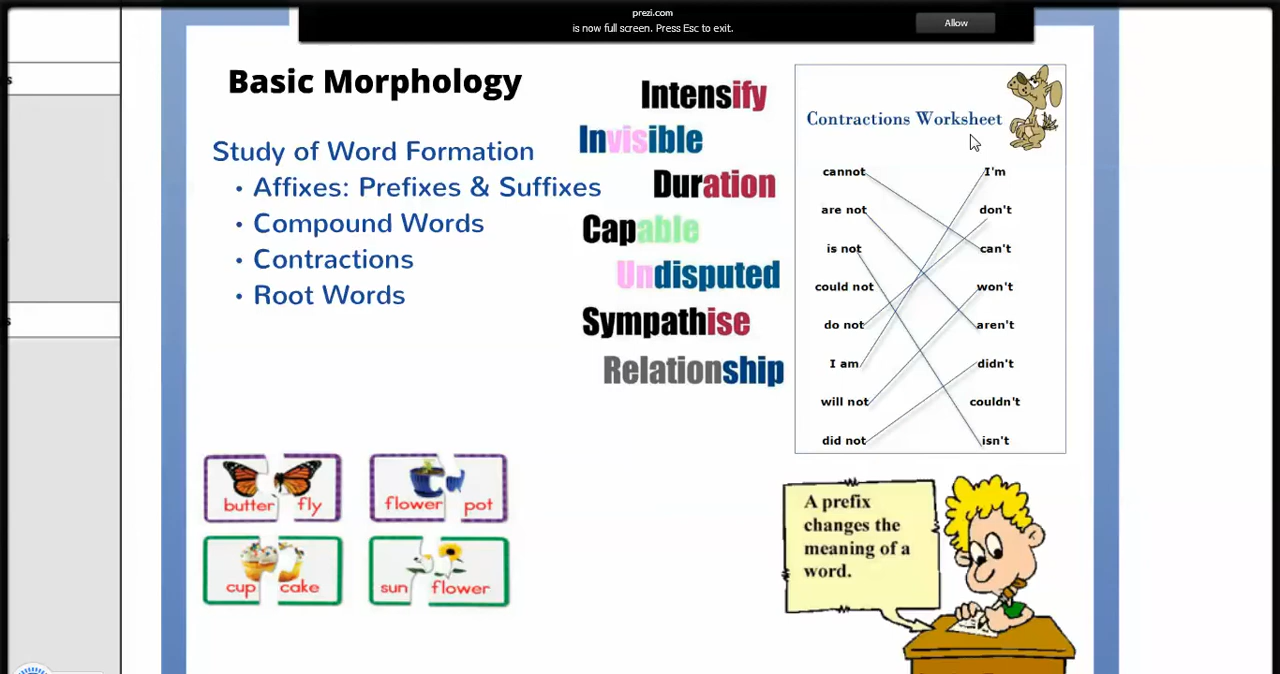 prezi.com
is now full screen. Press Esc to exit.
Allow
Basic Morphology
Study of Word Formation
• Affixes: Prefixes & Suffixes
• Compound Words
• Contractions
• Root Words
Intensify
Invisible
Duration
Capable
Undisputed
Sympathise
Relationship
Contractions Worksheet
cannot I'm
are not don't
is not can't
could not won't
do not aren't
I am didn't
will not couldn't
did not isn't
butter fly
flower pot
cup cake
sun flower
A prefix
changes the
meaning of a
word.